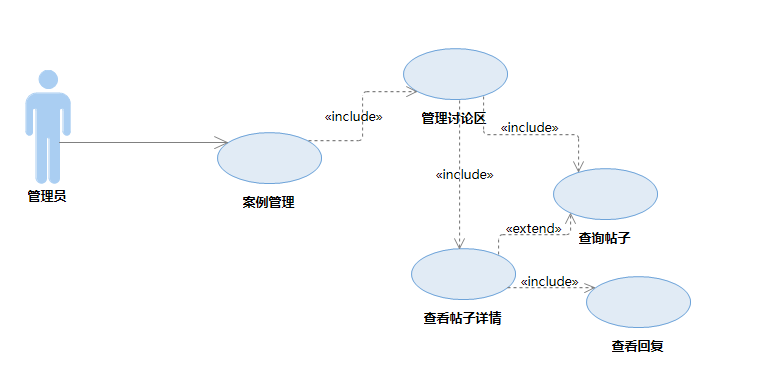 «include»
管理讨论区
«include»
«include»
管理员
案例管理
«extend»
查询帖子
«include»
查看帖子详情
查看回复